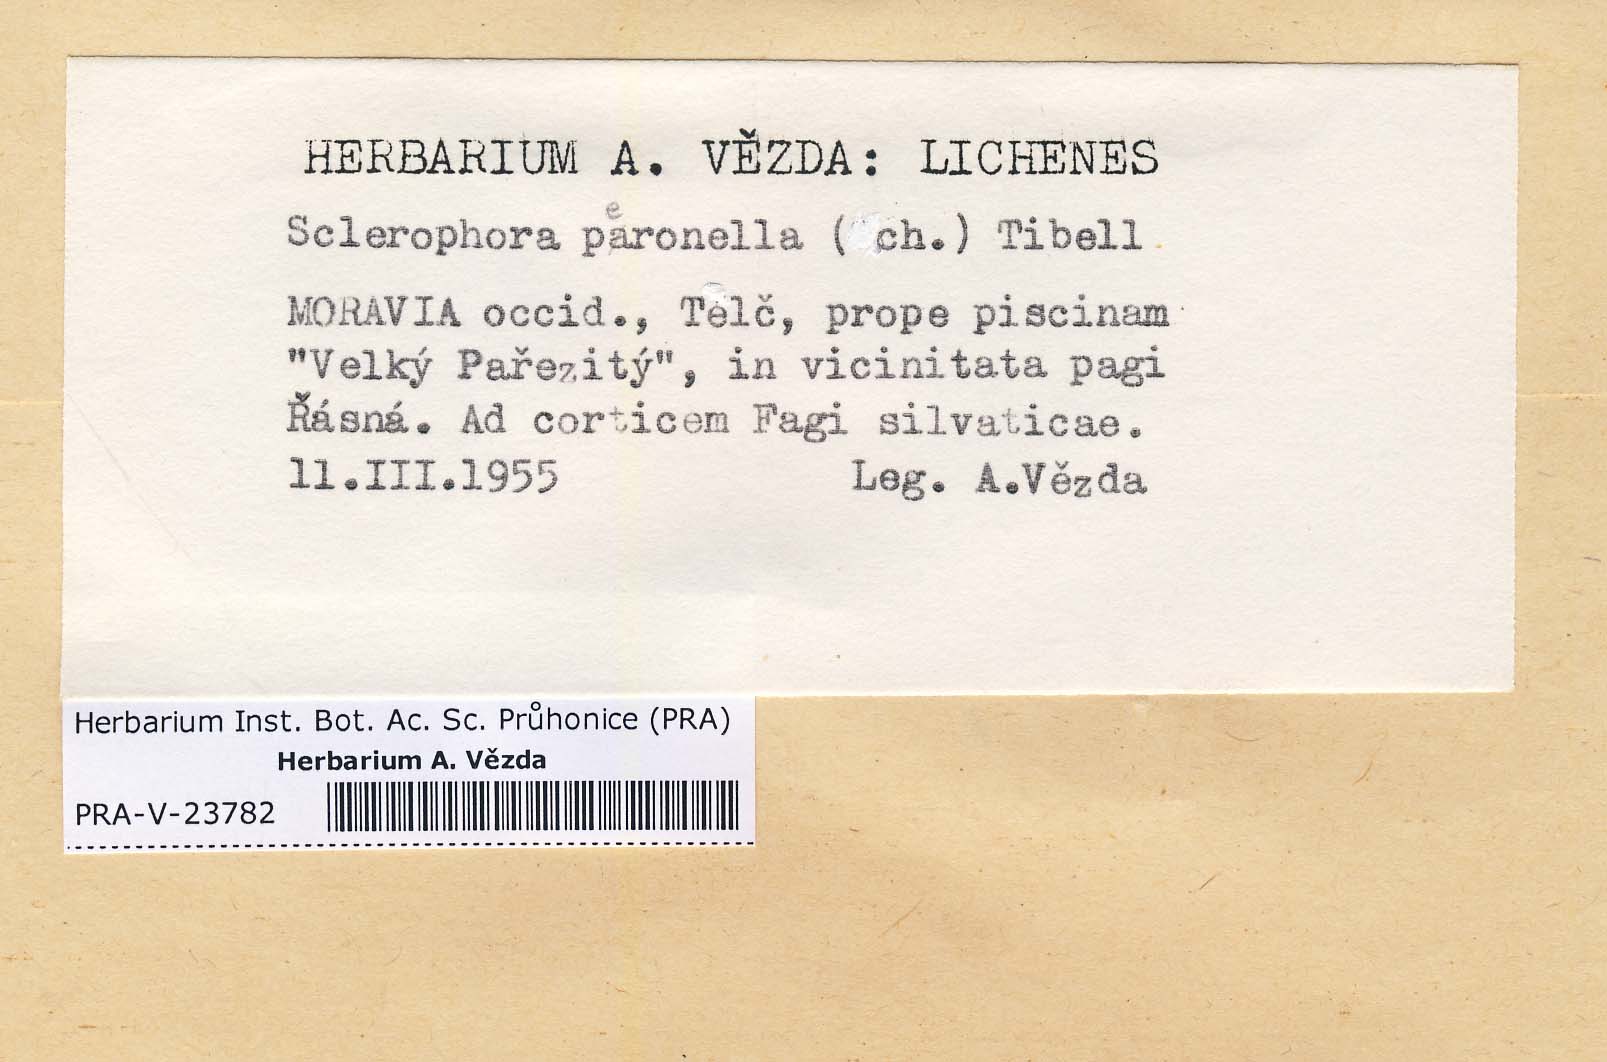 HERBARIUM A. VĚZDA: LICHENES
Sclerophora peronella ( ch.) Tibell
MORAVIA occid., Telč, prope piscinam
"Velký Pařezitý", in vicinitata pagi
Řásná. Ad corticem Fagi silvaticae.
11.III.1955 Leg. A.Vězda
Herbarium Inst. Bot. Ac. Sc. Průhonice (PRA)
Herbarium A. Vězda
PRA-V-23782